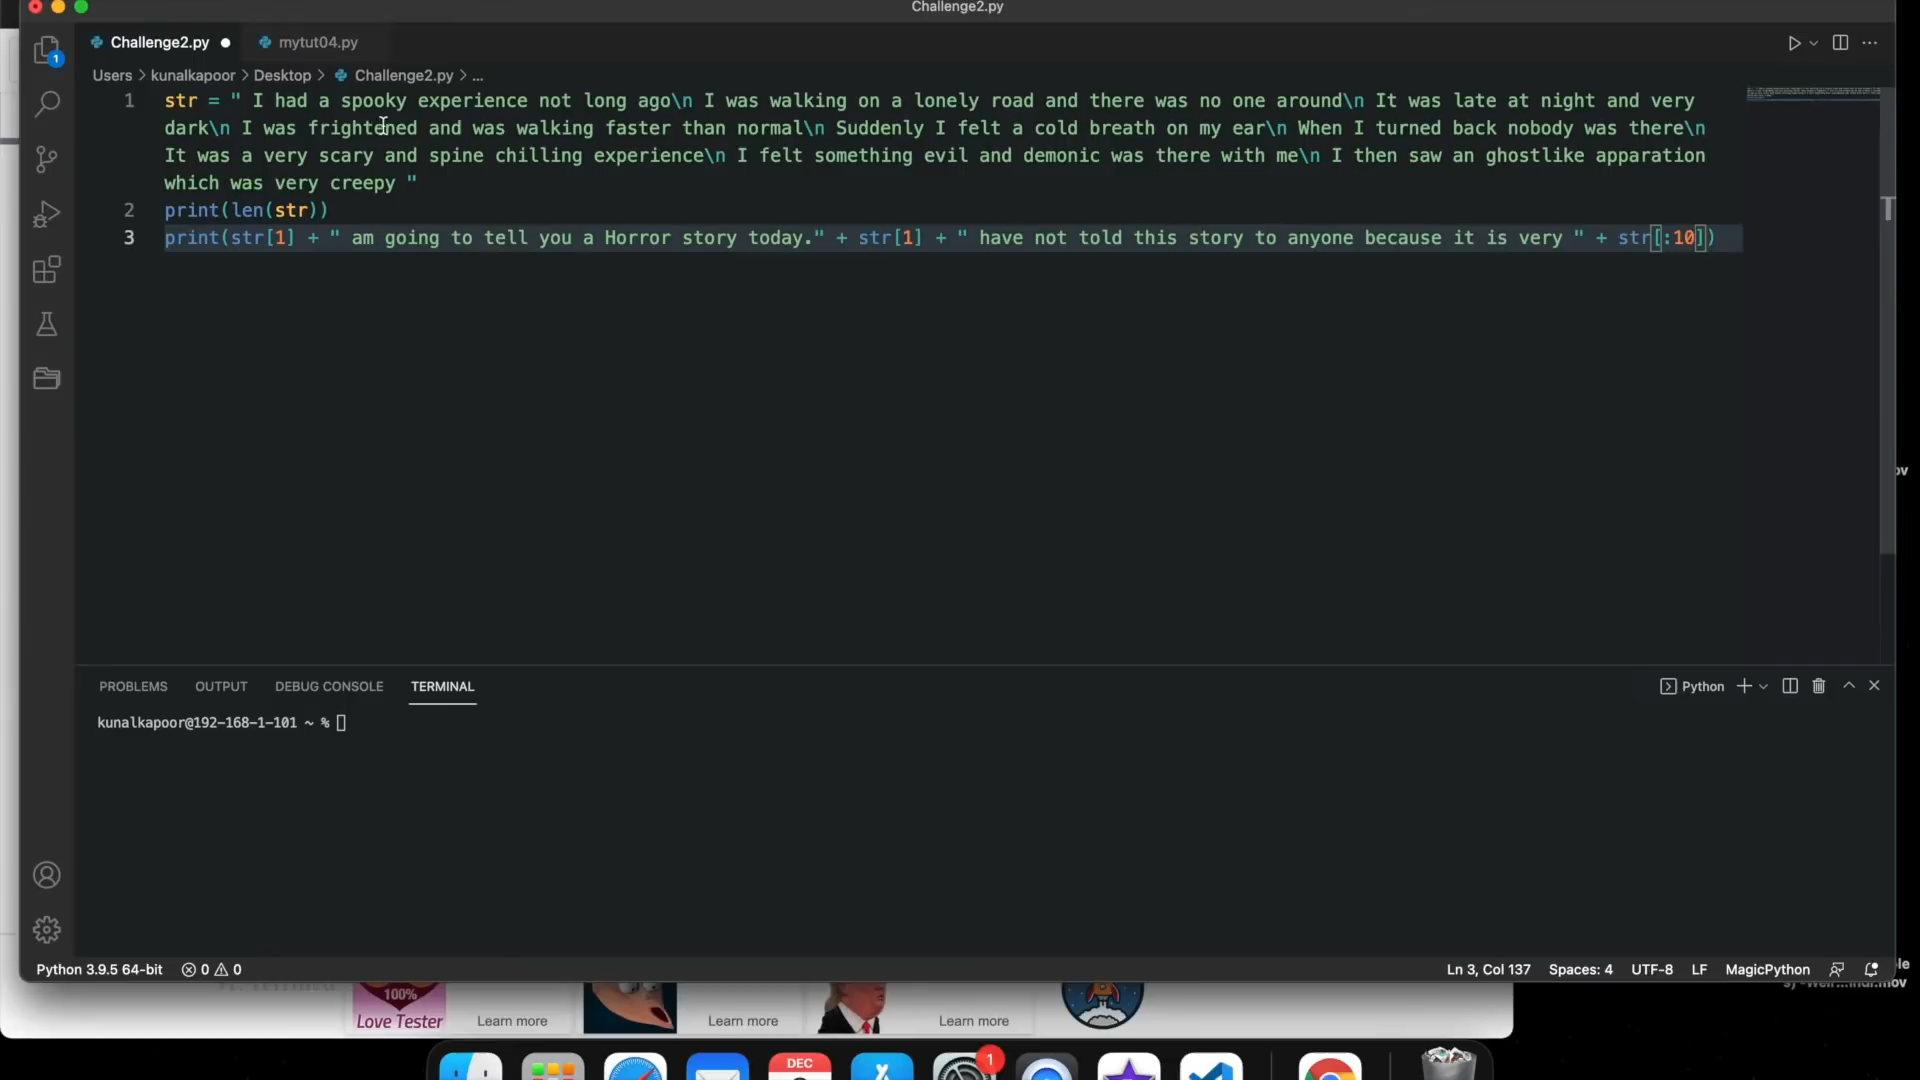 Challenge2.py
Challenge2.py
mytut04.py
Users > kunalkapoor > Desktop > Challenge2.py > ...
1 str = " I had a spooky experience not long ago\n I was walking on a lonely road and there was no one around\n It was late at night and very
dark\n I was frightened and was walking faster than normal\n Suddenly I felt a cold breath on my ear\n When I turned back nobody was there\n
It was a very scary and spine chilling experience\n I felt something evil and demonic was there with me\n I then saw an ghostlike apparation
which was very creepy "
2 print(len(str))
3 print(str[1] + " am going to tell you a Horror story today." + str[1] + " have not told this story to anyone because it is very " + str[:10])
1
PROBLEMS OUTPUT DEBUG CONSOLE TERMINAL
Python
kunalkapoor@192-168-1-101 ~ %
Python 3.9.5 64-bit 0 0
Ln 3, Col 137 Spaces: 4 UTF-8 LF MagicPython
100%
Love Tester
Learn more
Learn more
Learn more
DEC
1